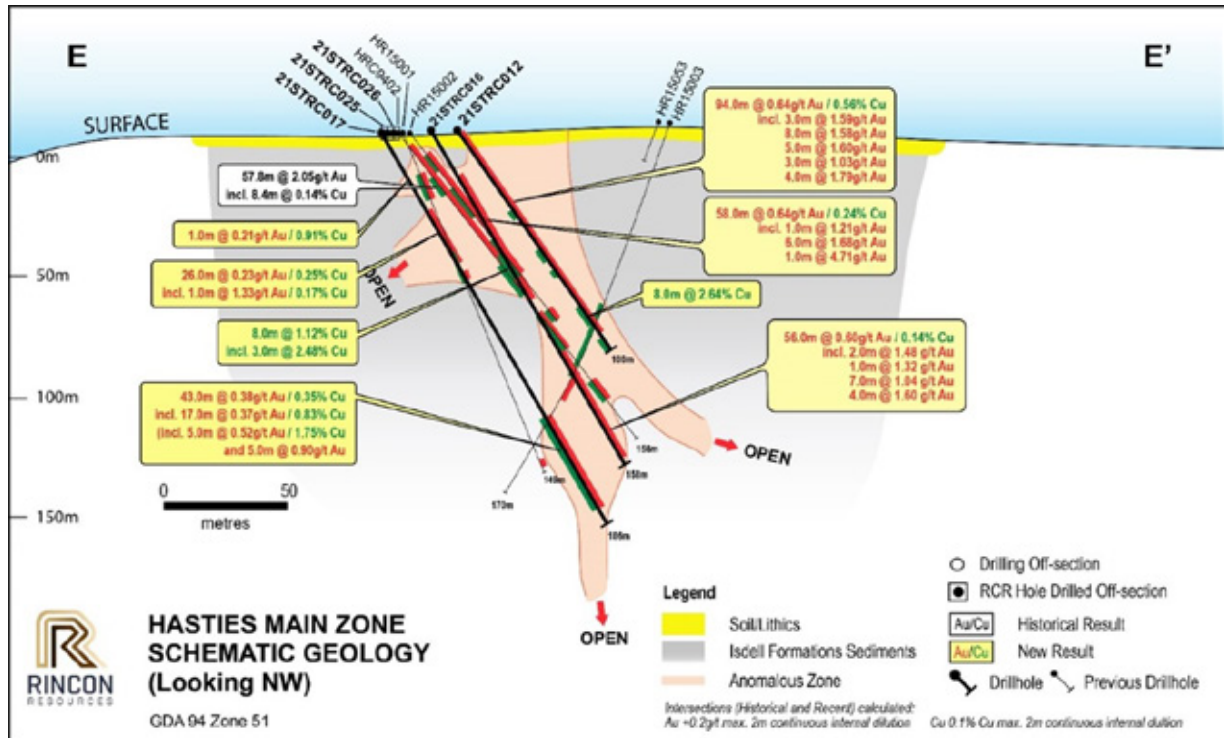 E
E'
HR15001
HRC9402
21STRC026
21STRC025
21STRC017
HR15002
21STRC016
21STRC012
HR15053
HR15003
SURFACE
0m
50m
100m
150m
57.8m @ 2.05g/t Au
incl. 8.4m @ 0.14% Cu
1.0m @ 0.21g/t Au / 0.91% Cu
26.0m @ 0.23g/t Au / 0.25% Cu
incl. 1.0m @ 1.33g/t Au / 0.17% Cu
8.0m @ 1.12% Cu
incl. 3.0m @ 2.48% Cu
43.0m @ 0.38g/t Au / 0.35% Cu
incl. 17.0m @ 0.37g/t Au / 0.83% Cu
(incl. 5.0m @ 0.52g/t Au / 1.75% Cu
and 5.0m @ 0.90g/t Au
94.0m @ 0.64g/t Au / 0.56% Cu
incl. 3.0m @ 1.59g/t Au
8.0m @ 1.58g/t Au
5.0m @ 1.60g/t Au
3.0m @ 1.03g/t Au
4.0m @ 1.79g/t Au
58.0m @ 0.64g/t Au / 0.24% Cu
incl. 1.0m @ 1.21g/t Au
6.0m @ 1.68g/t Au
1.0m @ 4.71g/t Au
8.0m @ 2.64% Cu
56.0m @ 0.60g/t Au / 0.14% Cu
incl. 2.0m @ 1.48 g/t Au
1.0m @ 1.32 g/t Au
7.0m @ 1.04 g/t Au
4.0m @ 1.60 g/t Au
OPEN
OPEN
OPEN
100m
156m
149m
170m
0 50
metres
RINCON
RESOURCES
HASTIES MAIN ZONE
SCHEMATIC GEOLOGY
(Looking NW)
GDA 94 Zone 51
Legend
Soil/Lithics
Isdell Formations Sediments
Anomalous Zone
Drilling Off-section
RCR Hole Drilled Off-section
Au/Cu Historical Result
Au/Cu New Result
Drillhole Previous Drillhole
Intersections (Historical and Recent) calculated:
Au +0.2g/t max. 2m continuous internal dilution Cu 0.1% Cu max. 2m continuous internal dilution